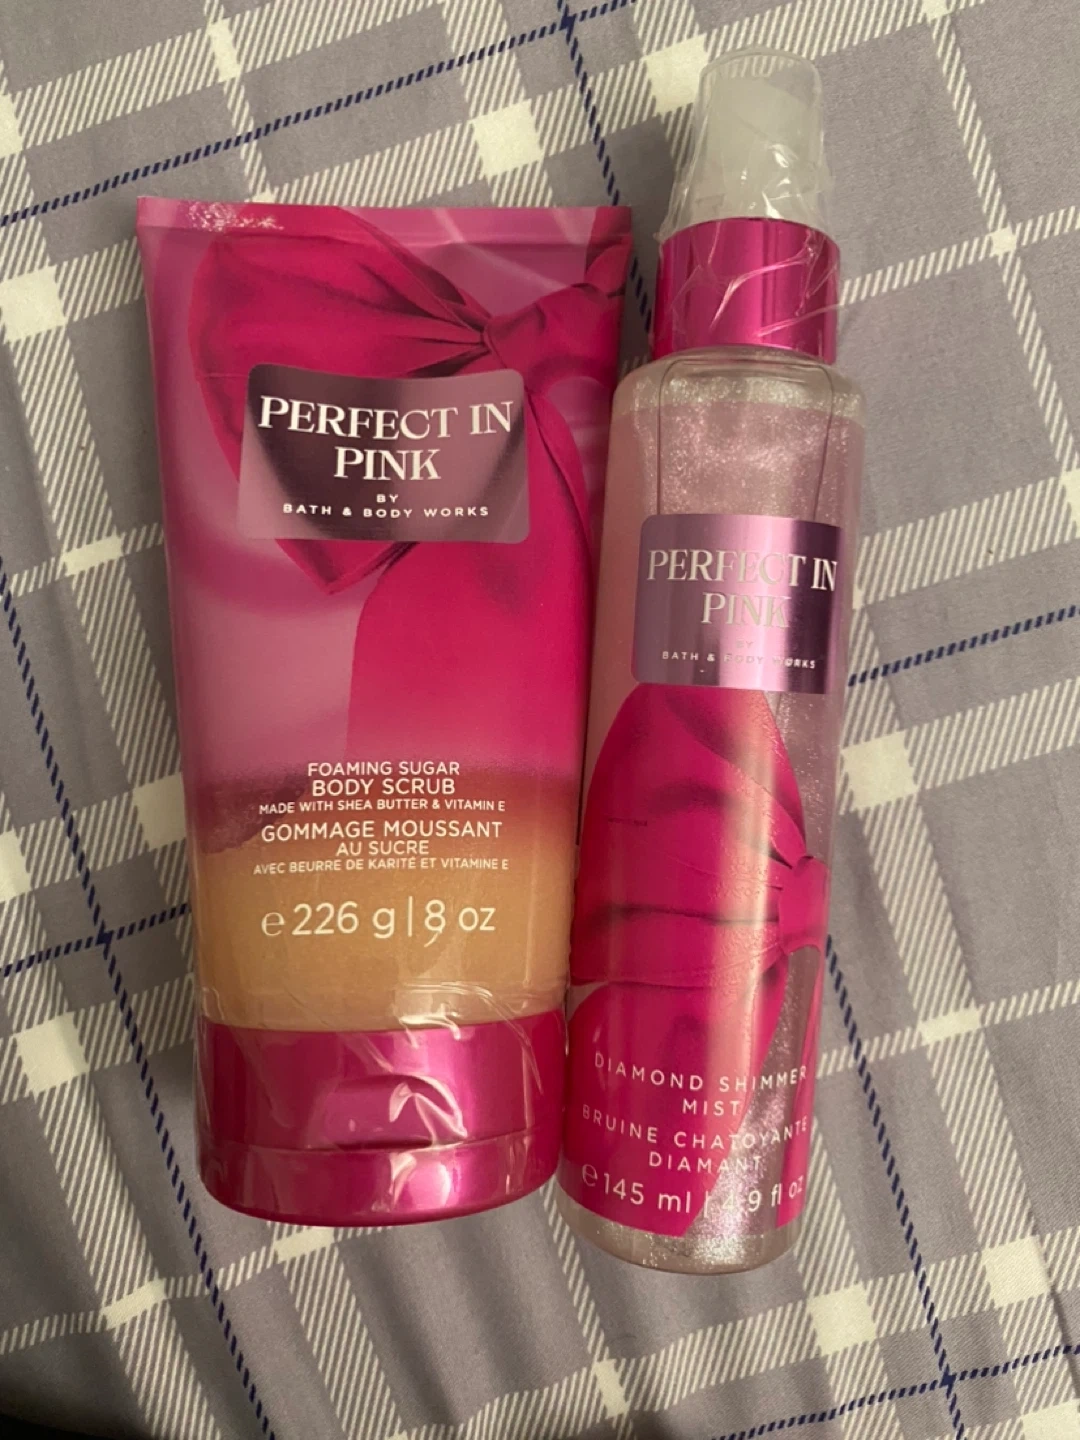 PERFECT IN
PINK
BY
BATH & BODY WORKS
FOAMING SUGAR
BODY SCRUB
MADE WITH SHEA BUTTER & VITAMIN E
GOMMAGE MOUSSANT
AU SUCRE
AVEC BEURRE DE KARITÉ ET VITAMINE E
℮ 226 g | 8 oz
PERFECT IN
PINK
BY
BATH & BODY WORKS
DIAMOND SHIMMER
MIST
BRUINE CHATOYANTE
DIAMANT
℮ 145 ml | 4.9 fl oz